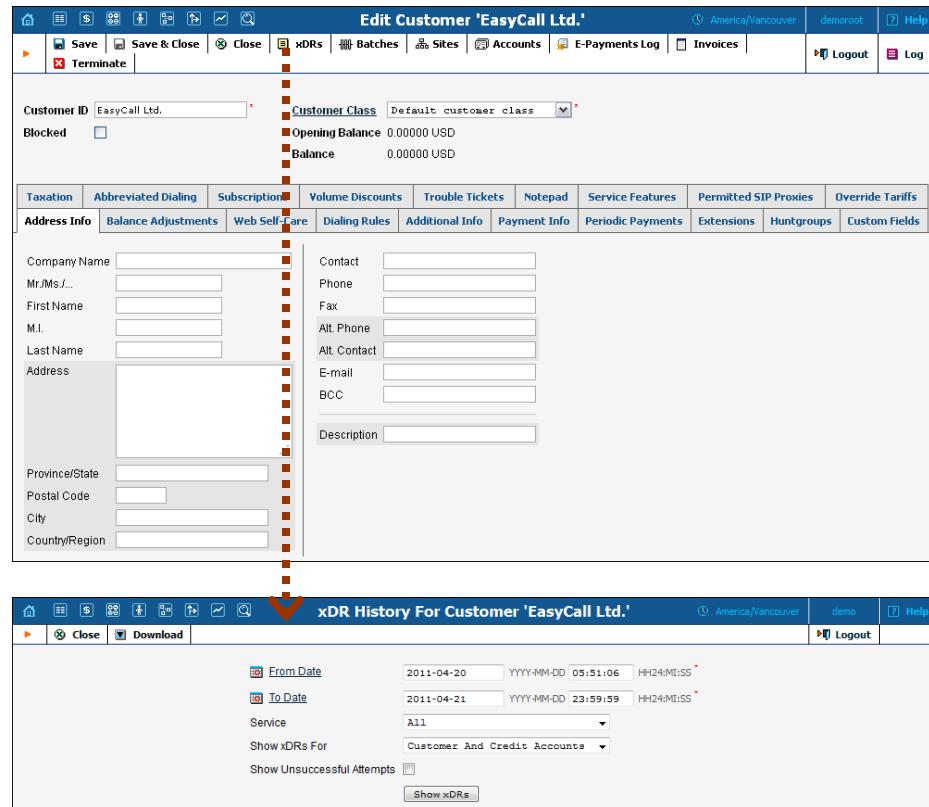 Edit Customer 'EasyCall Ltd.' America/Vancouver demoroot ? Help
Save Save & Close Close xDRs Batches Sites Accounts E-Payments Log Invoices Logout Log
Terminate
Customer ID EasyCall Ltd. * Customer Class Default customer class *
Blocked Opening Balance 0.00000 USD
Balance 0.00000 USD
Taxation Abbreviated Dialing Subscriptions Volume Discounts Trouble Tickets Notepad Service Features Permitted SIP Proxies Override Tariffs
Address Info Balance Adjustments Web Self-Care Dialing Rules Additional Info Payment Info Periodic Payments Extensions Huntgroups Custom Fields
Company Name Contact
Mr./Ms./... Phone
First Name Fax
M.I. Alt. Phone
Last Name Alt. Contact
Address E-mail
BCC
Description
Province/State
Postal Code
City
Country/Region
xDR History For Customer 'EasyCall Ltd.' America/Vancouver demo ? Help
Close Download Logout
From Date 2011-04-20 YYYY-MM-DD 05:51:06 HH24:MI:SS *
To Date 2011-04-21 YYYY-MM-DD 23:59:59 HH24:MI:SS *
Service All
Show xDRs For Customer And Credit Accounts
Show Unsuccessful Attempts
Show xDRs